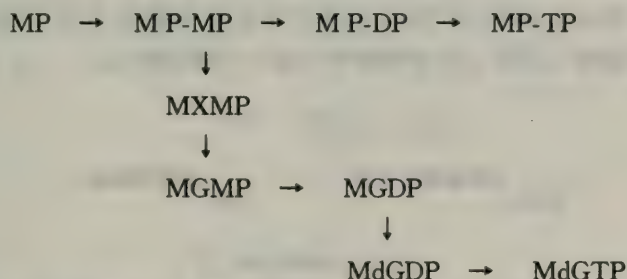 MP → M P-MP → M P-DP → MP-TP
↓
MXMP
↓
MGMP → MGDP
↓
MdGDP → MdGTP